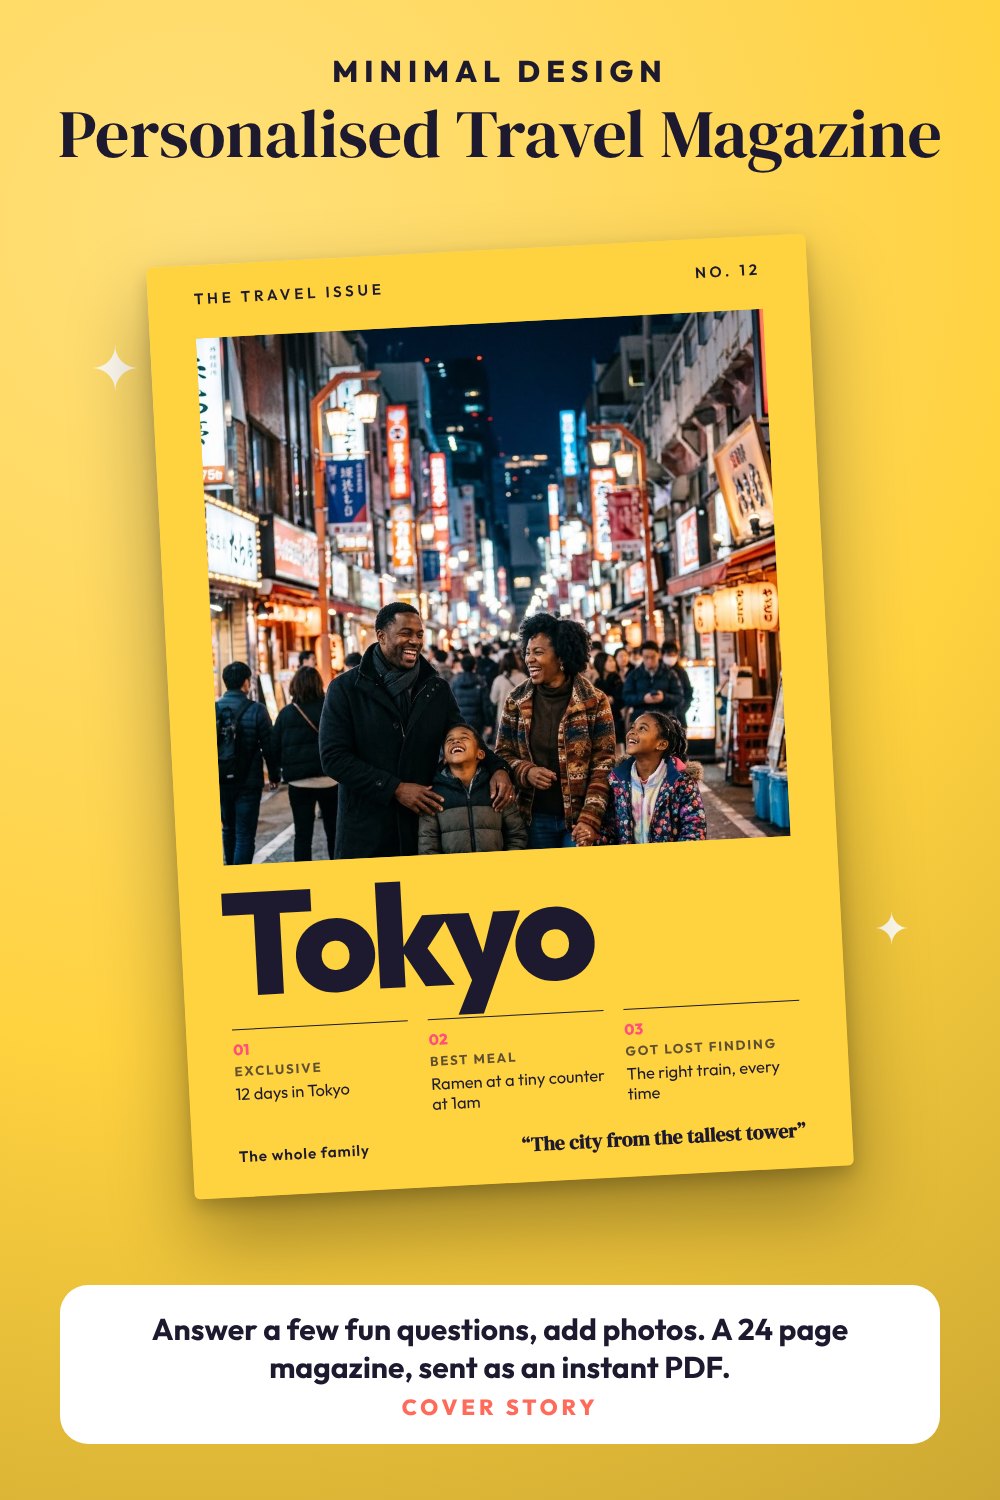 MINIMAL DESIGN
Personalised Travel Magazine
THE TRAVEL ISSUE
NO. 12
Tokyo
01
EXCLUSIVE
12 days in Tokyo
02
BEST MEAL
Ramen at a tiny counter
at 1am
03
GOT LOST FINDING
The right train, every
time
The whole family
“The city from the tallest tower”
Answer a few fun questions, add photos. A 24 page
magazine, sent as an instant PDF.
COVER STORY